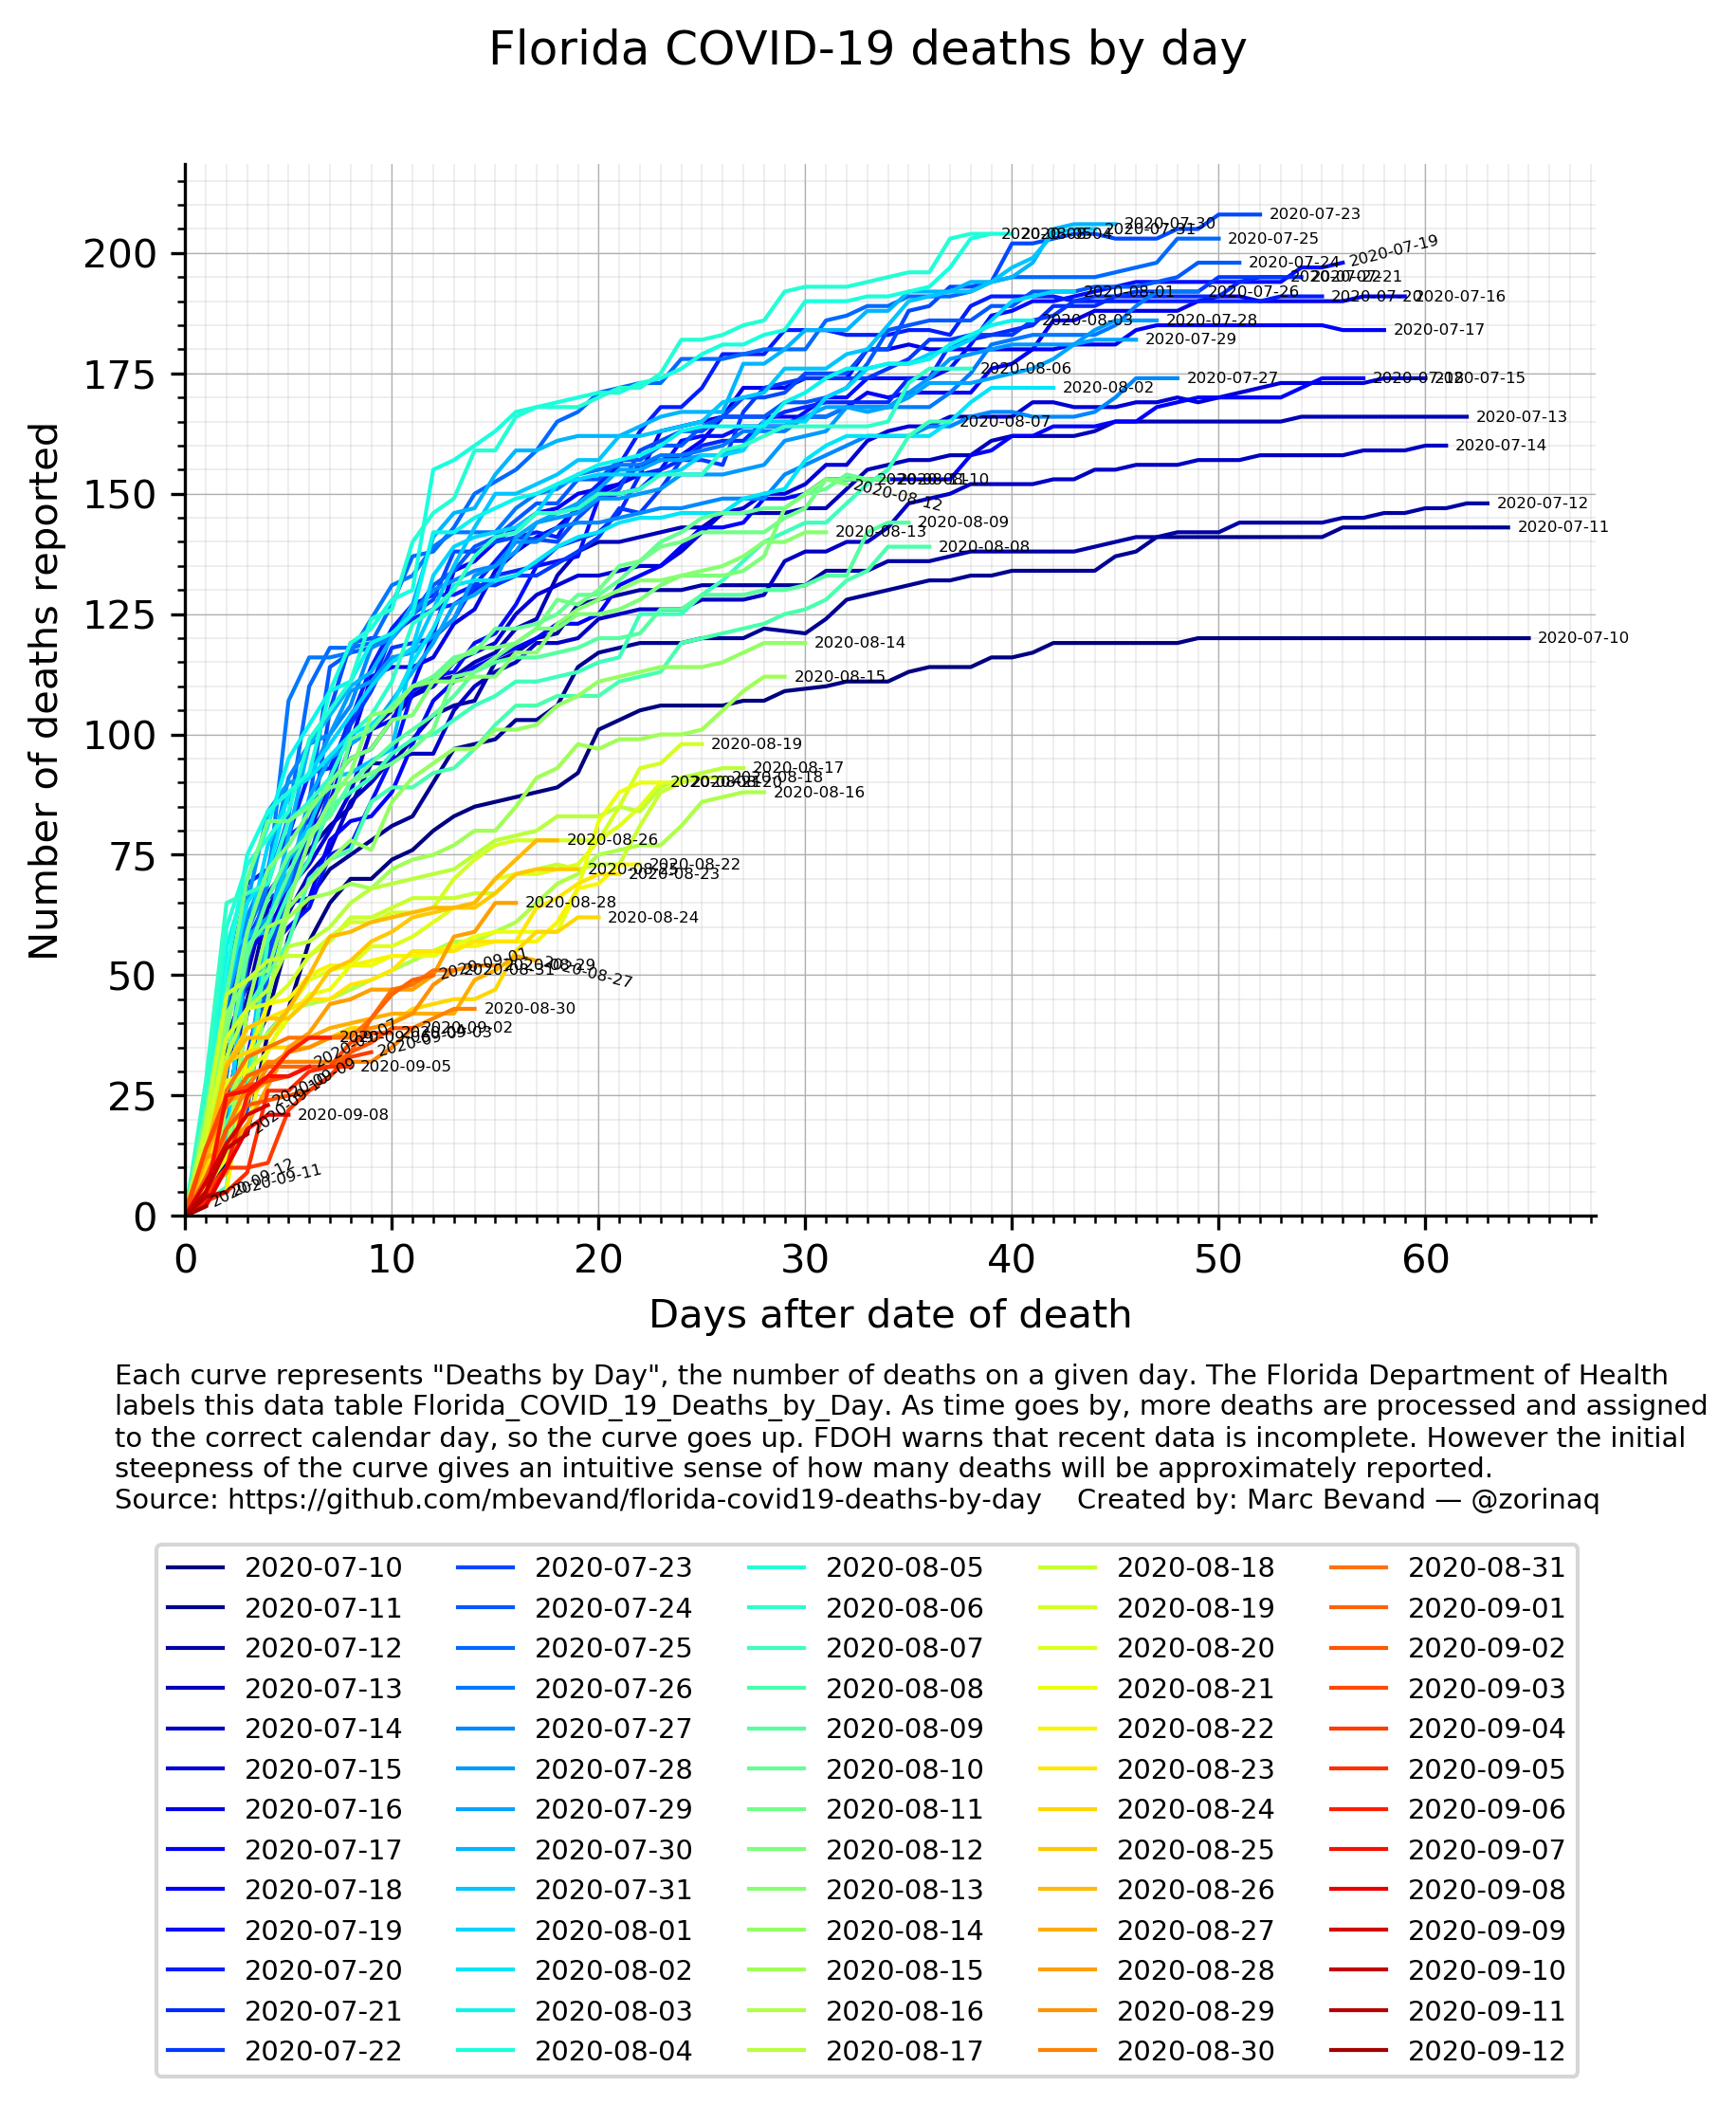 Florida COVID-19 deaths by day
Number of deaths reported
200
175
150
125
100
75
50
25
0
0 10 20 30 40 50 60
Days after date of death
2020-07-23
2020-07-30
2020-07-31
2020-07-25
2020-07-19
2020-07-24
2020-07-26
2020-08-01
2020-07-16
2020-08-03
2020-07-28
2020-07-17
2020-07-29
2020-08-06
2020-07-27
2020-07-15
2020-08-02
2020-07-13
2020-08-07
2020-07-14
2020-08-12
2020-07-12
2020-08-09
2020-07-11
2020-08-13
2020-08-08
2020-07-10
2020-08-14
2020-08-15
2020-08-19
2020-08-17
2020-08-18
2020-08-16
2020-08-26
2020-08-22
2020-08-23
2020-08-28
2020-08-24
2020-08-27
2020-08-30
2020-09-02
2020-09-05
2020-09-08
2020-09-12
2020-09-11
Each curve represents "Deaths by Day", the number of deaths on a given day. The Florida Department of Health
labels this data table Florida_COVID_19_Deaths_by_Day. As time goes by, more deaths are processed and assigned
to the correct calendar day, so the curve goes up. FDOH warns that recent data is incomplete. However the initial
steepness of the curve gives an intuitive sense of how many deaths will be approximately reported.
Source: https://github.com/mbevand/florida-covid19-deaths-by-day    Created by: Marc Bevand — @zorinaq
2020-07-10 2020-07-23 2020-08-05 2020-08-18 2020-08-31
2020-07-11 2020-07-24 2020-08-06 2020-08-19 2020-09-01
2020-07-12 2020-07-25 2020-08-07 2020-08-20 2020-09-02
2020-07-13 2020-07-26 2020-08-08 2020-08-21 2020-09-03
2020-07-14 2020-07-27 2020-08-09 2020-08-22 2020-09-04
2020-07-15 2020-07-28 2020-08-10 2020-08-23 2020-09-05
2020-07-16 2020-07-29 2020-08-11 2020-08-24 2020-09-06
2020-07-17 2020-07-30 2020-08-12 2020-08-25 2020-09-07
2020-07-18 2020-07-31 2020-08-13 2020-08-26 2020-09-08
2020-07-19 2020-08-01 2020-08-14 2020-08-27 2020-09-09
2020-07-20 2020-08-02 2020-08-15 2020-08-28 2020-09-10
2020-07-21 2020-08-03 2020-08-16 2020-08-29 2020-09-11
2020-07-22 2020-08-04 2020-08-17 2020-08-30 2020-09-12